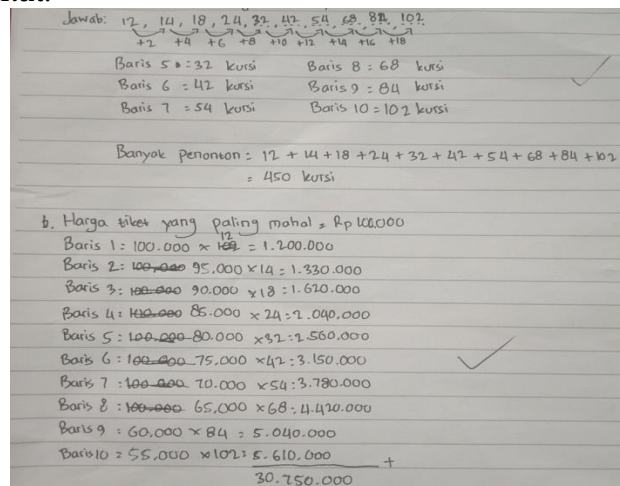 Jawab: 12, 14, 18, 24, 32, 42, 54, 68, 84, 102
+2 +4 +6 +8 +10 +12 +14 +16 +18
Baris 5 = 32 kursi Baris 8 = 68 kursi
Baris 6 = 42 kursi Baris 9 = 84 kursi
Baris 7 = 54 kursi Baris 10 = 102 kursi
Banyak Penonton = 12 + 14 + 18 + 24 + 32 + 42 + 54 + 68 + 84 + 102
= 450 kursi
b. Harga tiket yang paling mahal = Rp 100.000
Baris 1 : 100.000 × 12 = 1.200.000
Baris 2 : 95.000 × 14 = 1.330.000
Baris 3 : 90.000 × 18 = 1.620.000
Baris 4 : 85.000 × 24 = 2.040.000
Baris 5 : 80.000 × 32 = 2.560.000
Baris 6 : 75.000 × 42 = 3.150.000
Baris 7 : 70.000 × 54 = 3.780.000
Baris 8 : 65.000 × 68 = 4.420.000
Baris 9 = 60.000 × 84 = 5.040.000
Baris 10 = 55.000 × 102 = 5.610.000
+
30.750.000